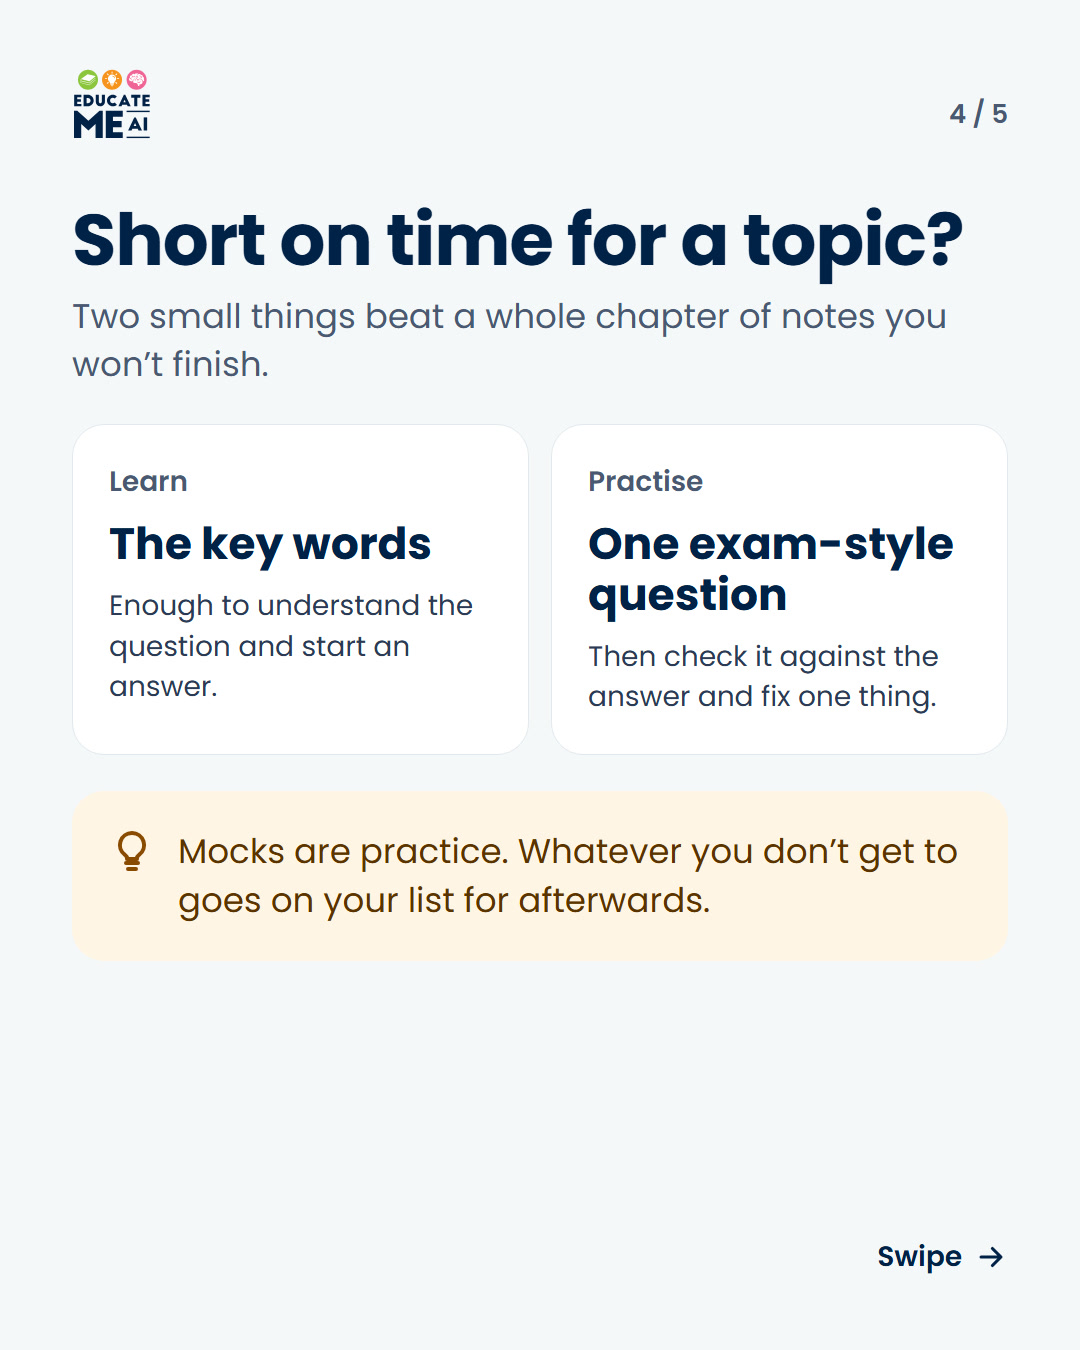 EDUCATE
ME AI
4 / 5
Short on time for a topic?
Two small things beat a whole chapter of notes you
won’t finish.
Learn
The key words
Enough to understand the
question and start an
answer.
Practise
One exam-style
question
Then check it against the
answer and fix one thing.
Mocks are practice. Whatever you don’t get to
goes on your list for afterwards.
Swipe →